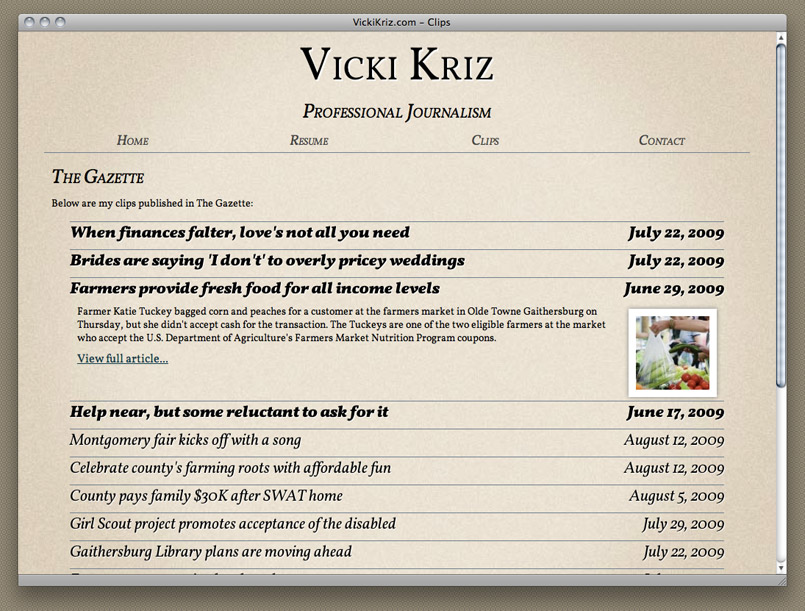 VickiKriz.com – Clips
Vicki Kriz
Professional Journalism
Home Resume Clips Contact
The Gazette
Below are my clips published in The Gazette:
When finances falter, love's not all you need July 22, 2009
Brides are saying 'I don't' to overly pricey weddings July 22, 2009
Farmers provide fresh food for all income levels June 29, 2009
Farmer Katie Tuckey bagged corn and peaches for a customer at the farmers market in Olde Towne Gaithersburg on
Thursday, but she didn't accept cash for the transaction. The Tuckeys are one of the two eligible farmers at the market
who accept the U.S. Department of Agriculture's Farmers Market Nutrition Program coupons.
View full article...
Help near, but some reluctant to ask for it June 17, 2009
Montgomery fair kicks off with a song August 12, 2009
Celebrate county's farming roots with affordable fun August 12, 2009
County pays family $30K after SWAT home August 5, 2009
Girl Scout project promotes acceptance of the disabled July 29, 2009
Gaithersburg Library plans are moving ahead July 22, 2009